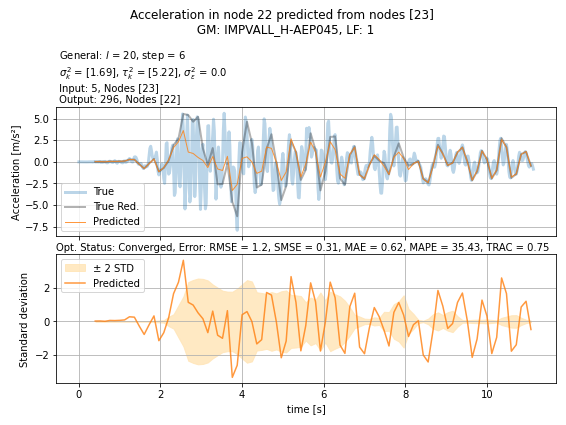 Acceleration in node 22 predicted from nodes [23]
GM: IMPVALL_H-AEP045, LF: 1
General: l = 20, step = 6
σ²ₖ = [1.69], τ²ₖ = [5.22], σ²ε = 0.0
Input: 5, Nodes [23]
Output: 296, Nodes [22]
Acceleration [m/s²]
5.0
2.5
0.0
−2.5
−5.0
−7.5
True
True Red.
Predicted
Opt. Status: Converged, Error: RMSE = 1.2, SMSE = 0.31, MAE = 0.62, MAPE = 35.43, TRAC = 0.75
Standard deviation
2
0
−2
± 2 STD
Predicted
0 2 4 6 8 10
time [s]